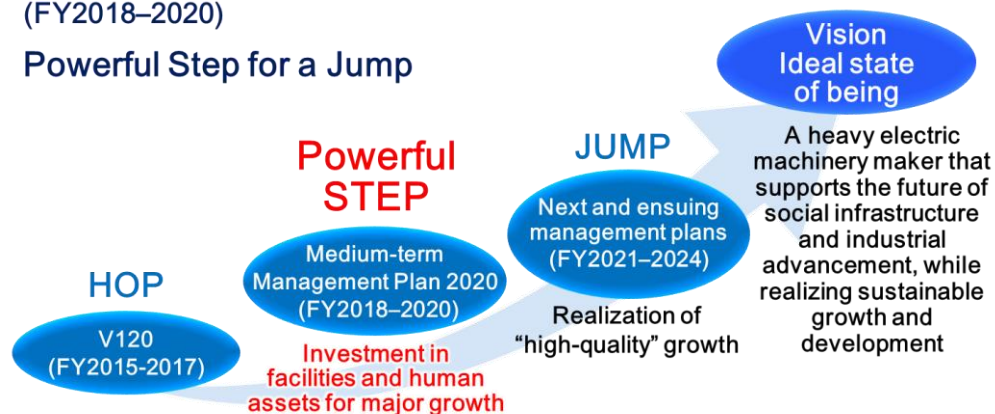 (FY2018–2020)
Powerful Step for a Jump
HOP
V120
(FY2015-2017)
Powerful
STEP
Medium-term
Management Plan 2020
(FY2018–2020)
Investment in
facilities and human
assets for major growth
JUMP
Next and ensuing
management plans
(FY2021–2024)
Realization of
“high-quality” growth
Vision
Ideal state
of being
A heavy electric
machinery maker that
supports the future of
social infrastructure
and industrial
advancement, while
realizing sustainable
growth and
development